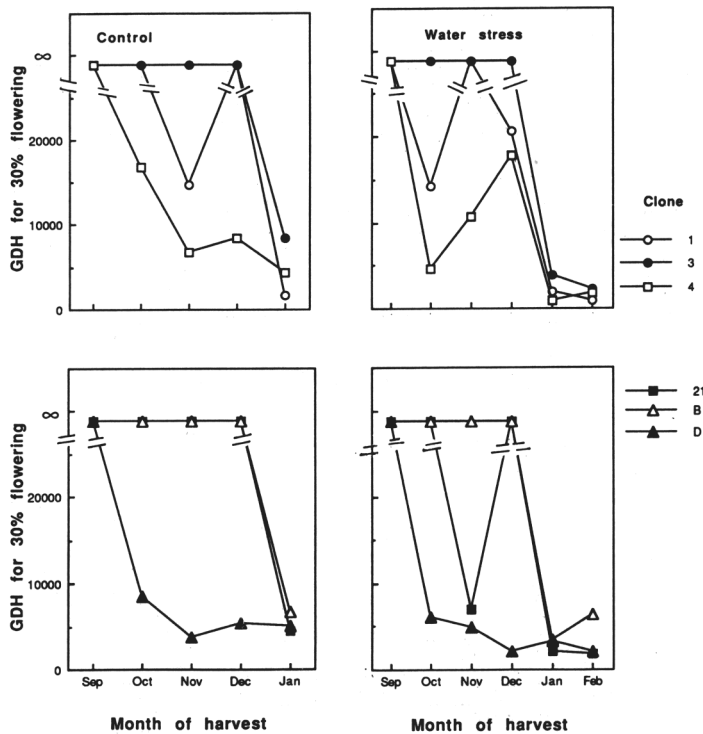 Control
Water stress
∞
20000
10000
0
GDH for 30% flowering
Clone
1
3
4
∞
20000
10000
0
GDH for 30% flowering
21
B
D
Sep Oct Nov Dec Jan
Sep Oct Nov Dec Jan Feb
Month of harvest
Month of harvest